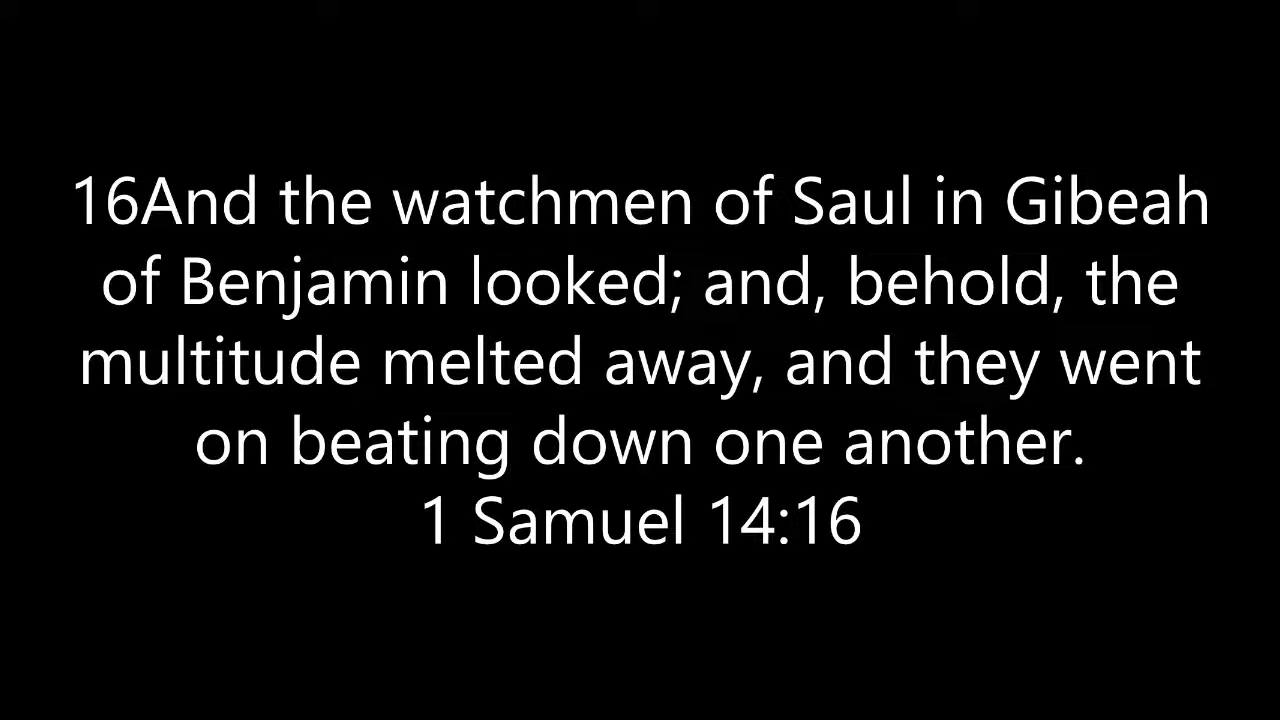 16And the watchmen of Saul in Gibeah
of Benjamin looked; and, behold, the
multitude melted away, and they went
on beating down one another.
1 Samuel 14:16